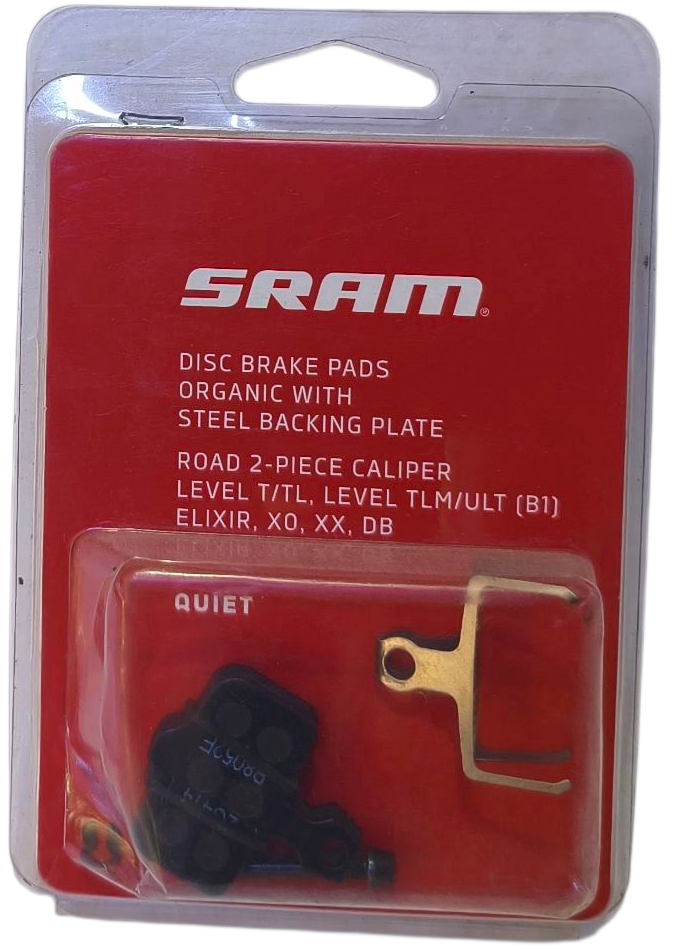 SRAM®
DISC BRAKE PADS
ORGANIC WITH
STEEL BACKING PLATE
ROAD 2-PIECE CALIPER
LEVEL T/TL, LEVEL TLM/ULT (B1)
ELIXIR, XO, XX, DB
QUIET